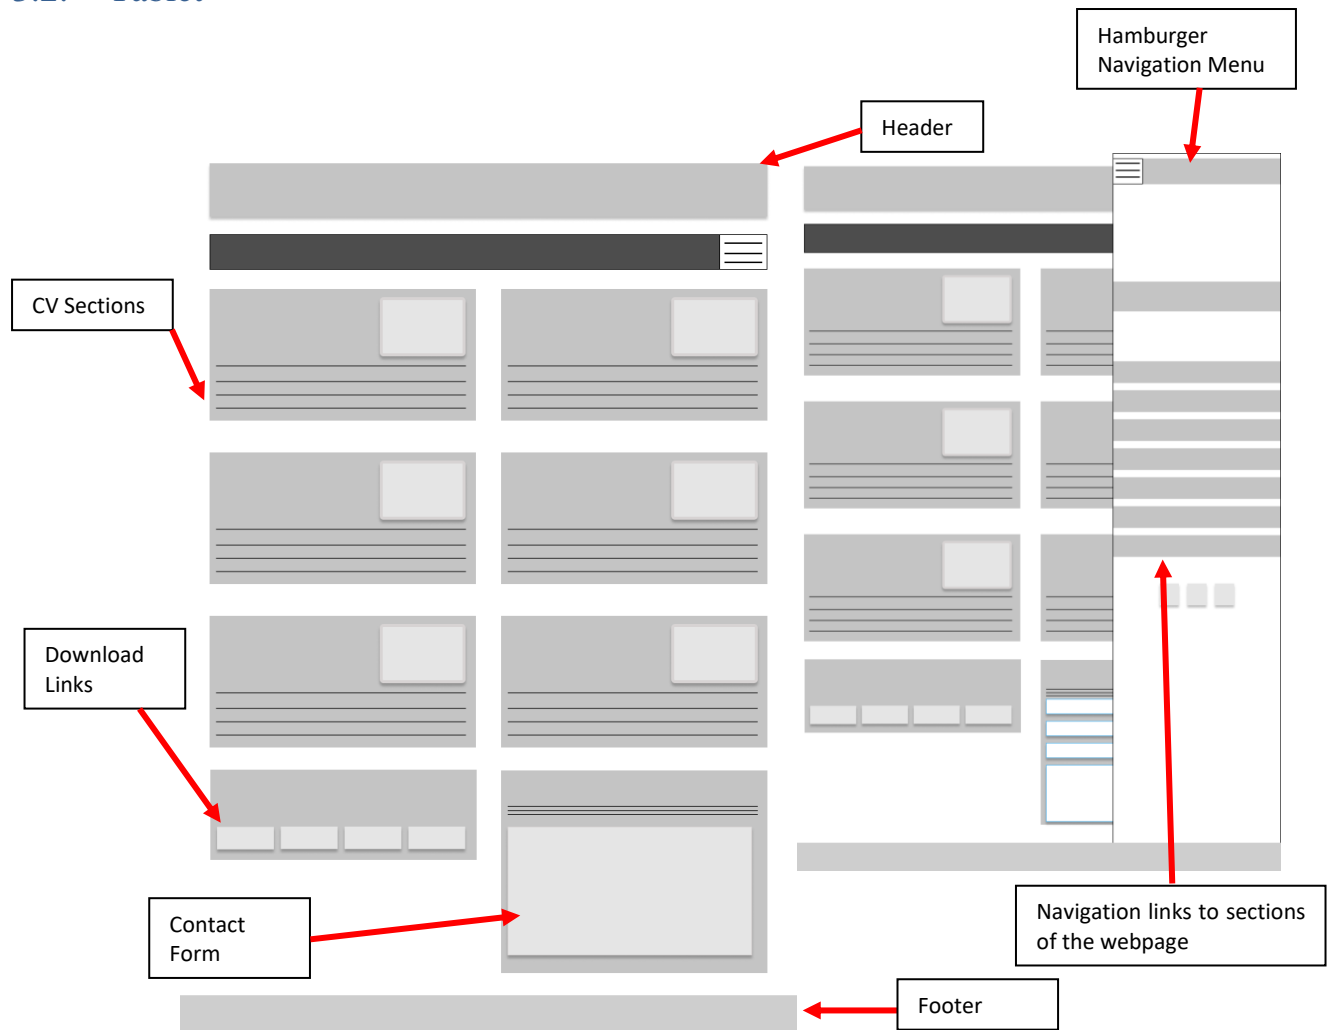 Hamburger
Navigation Menu
Header
CV Sections
Download
Links
Contact
Form
Navigation links to sections
of the webpage
Footer